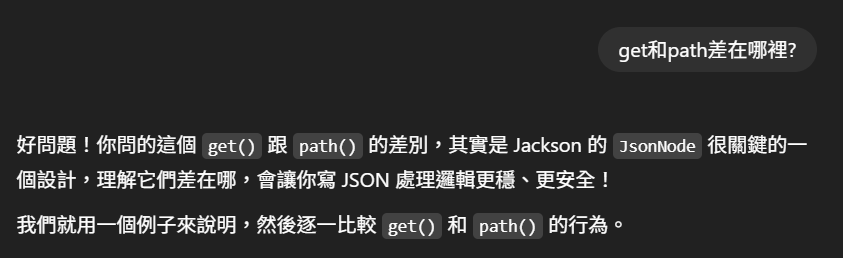 get和path差在哪裡?
好問題！你問的這個 get() 跟 path() 的差別，其實是 Jackson 的 JsonNode 很關鍵的一
個設計，理解它們差在哪，會讓你寫 JSON 處理邏輯更穩、更安全！
我們就用一個例子來說明，然後逐一比較 get() 和 path() 的行為。